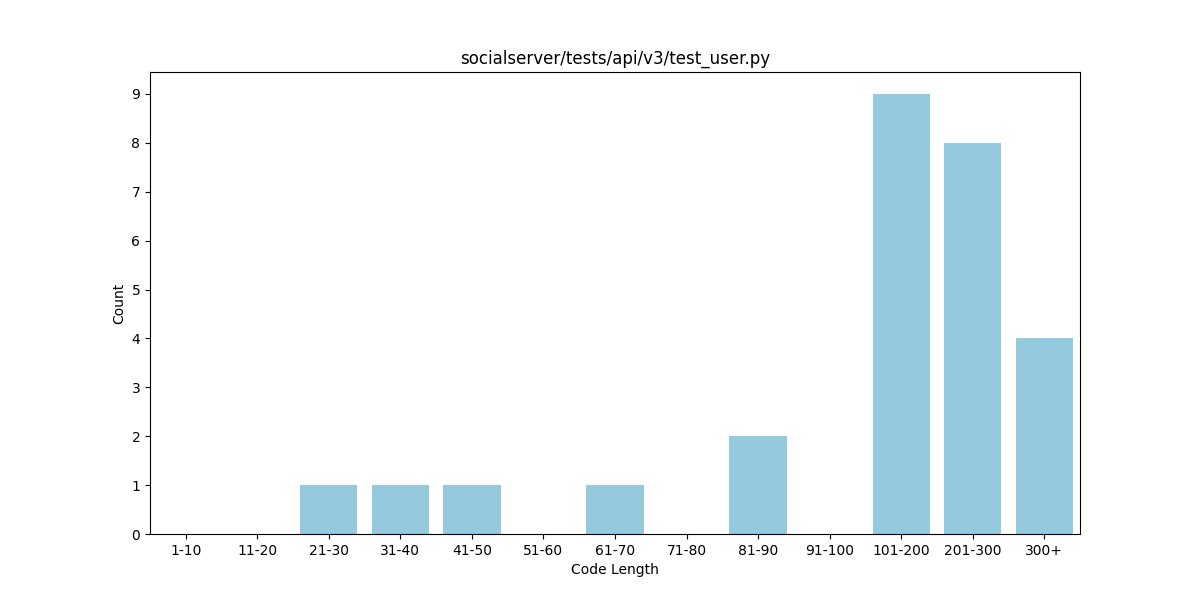 socialserver/tests/api/v3/test_user.py
9
8
7
6
5
4
3
2
1
0
Count
1-10 11-20 21-30 31-40 41-50 51-60 61-70 71-80 81-90 91-100 101-200 201-300 300+
Code Length